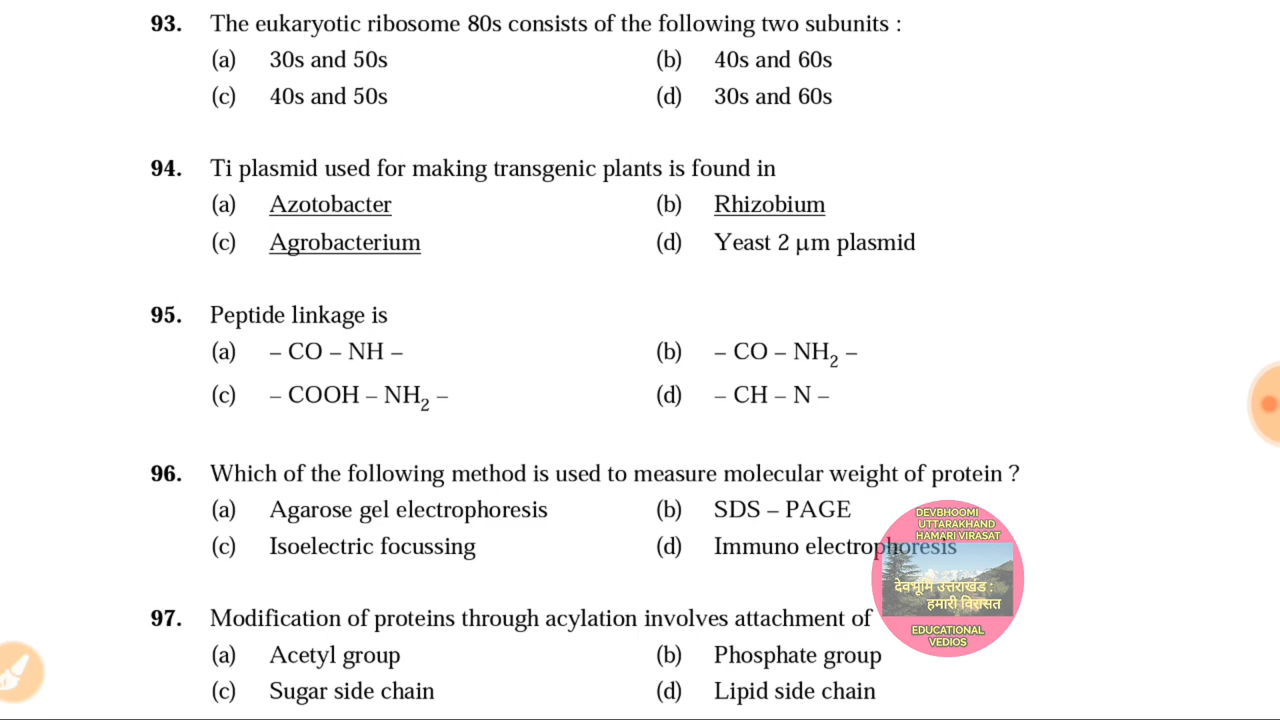 93. The eukaryotic ribosome 80s consists of the following two subunits :
(a) 30s and 50s (b) 40s and 60s
(c) 40s and 50s (d) 30s and 60s
94. Ti plasmid used for making transgenic plants is found in
(a) Azotobacter (b) Rhizobium
(c) Agrobacterium (d) Yeast 2 μm plasmid
95. Peptide linkage is
(a) – CO – NH – (b) – CO – NH₂ –
(c) – COOH – NH₂ – (d) – CH – N –
96. Which of the following method is used to measure molecular weight of protein ?
(a) Agarose gel electrophoresis (b) SDS – PAGE
(c) Isoelectric focussing (d) Immuno electrophoresis
97. Modification of proteins through acylation involves attachment of
(a) Acetyl group (b) Phosphate group
(c) Sugar side chain (d) Lipid side chain
DEVBHOOMI
UTTARAKHAND
HAMARI VIRASAT
देवभूमि उत्तराखंड :
हमारी विरासत
EDUCATIONAL
VEDIOS